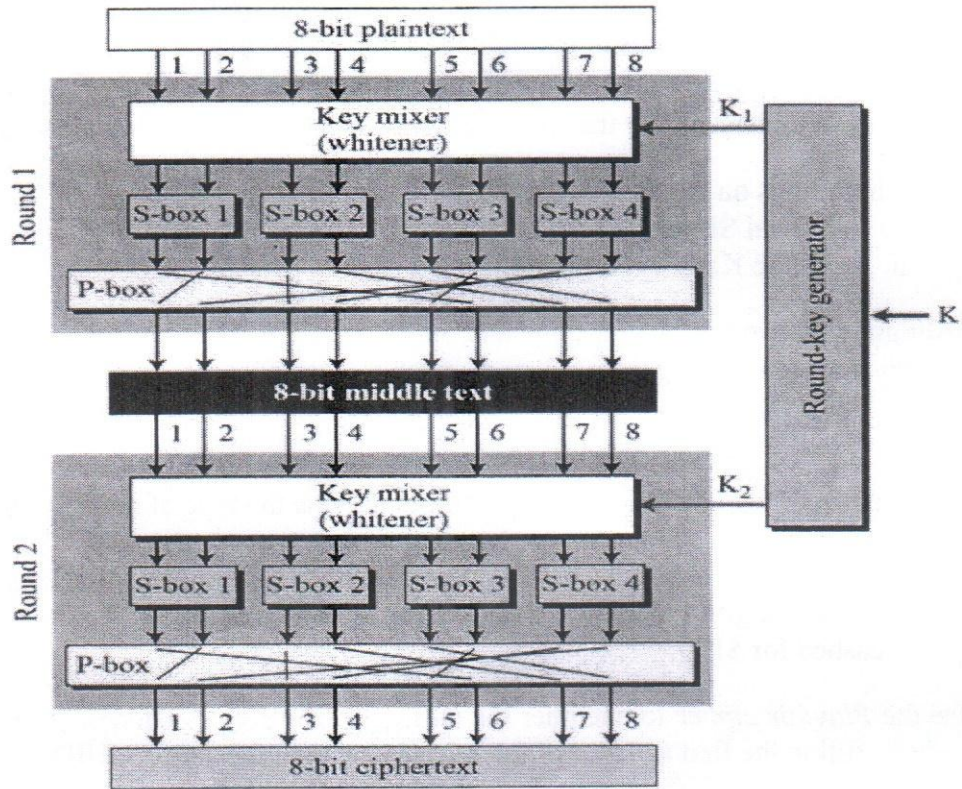 8-bit plaintext
1 2 3 4 5 6 7 8
Key mixer
(whitener)
K₁
Round 1
S-box 1 S-box 2 S-box 3 S-box 4
P-box
Round-key generator
K
8-bit middle text
1 2 3 4 5 6 7 8
Key mixer
(whitener)
K₂
Round 2
S-box 1 S-box 2 S-box 3 S-box 4
P-box
1 2 3 4 5 6 7 8
8-bit ciphertext